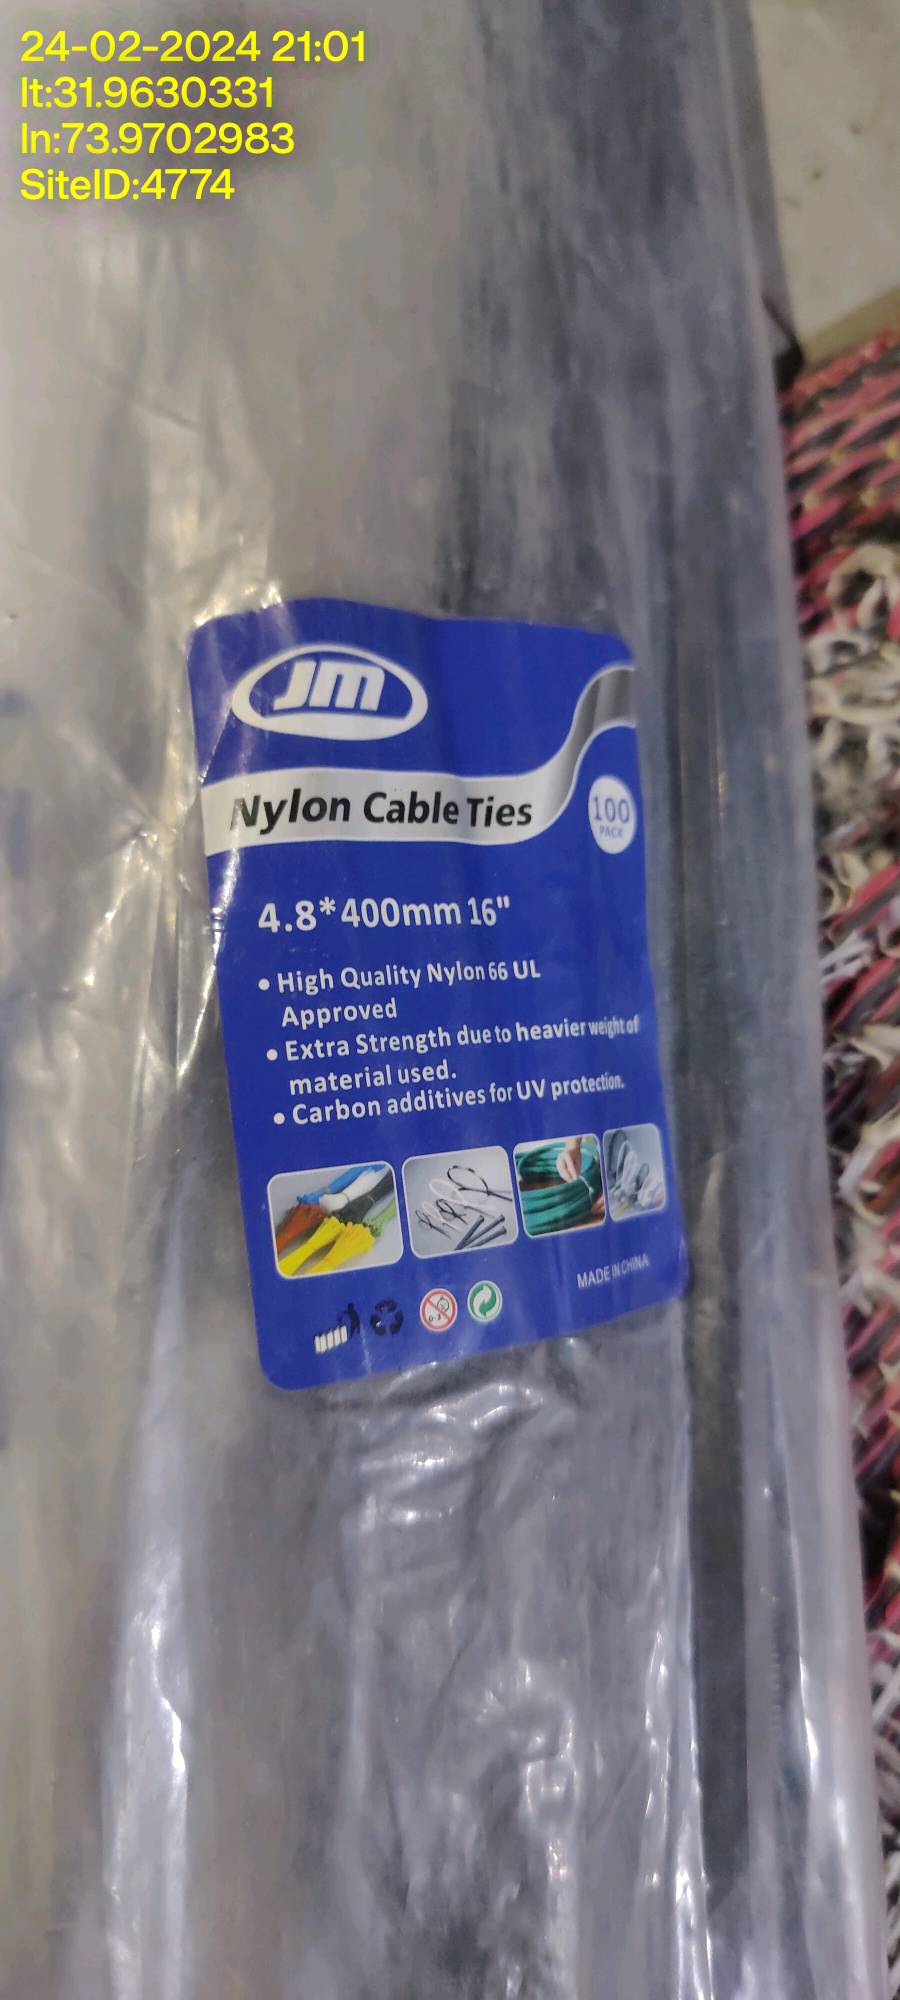 24-02-2024 21:01
lt:31.9630331
ln:73.9702983
SiteID:4774
JM
Nylon Cable Ties
100
PACK
4.8*400mm 16"
• High Quality Nylon 66 UL
Approved
• Extra Strength due to heavier weight of
material used.
• Carbon additives for UV protection.
MADE IN CHINA
0-3